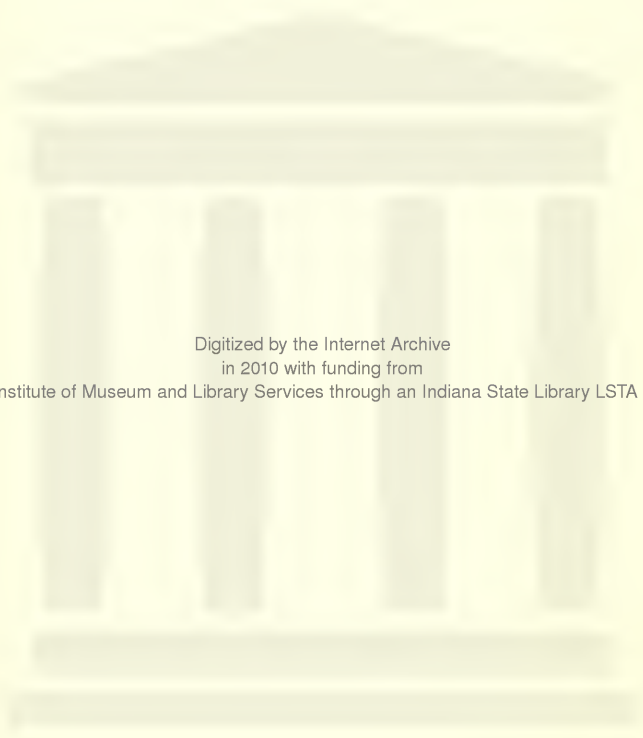 Digitized by the Internet Archive
in 2010 with funding from
nstitute of Museum and Library Services through an Indiana State Library LSTA